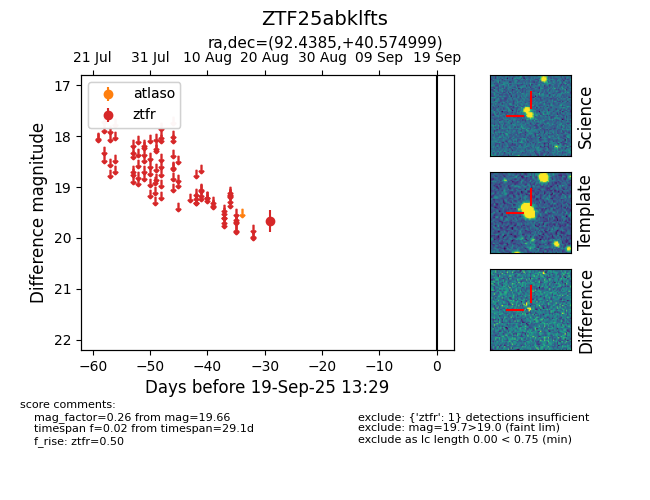 ZTF25abklfts
ra,dec=(92.4385,+40.574999)
21 Jul 31 Jul 10 Aug 20 Aug 30 Aug 09 Sep 19 Sep
atlaso
ztfr
17
18
19
20
21
22
Difference magnitude
−60 −50 −40 −30 −20 −10 0
Days before 19-Sep-25 13:29
Science
Template
Difference
score comments:
mag_factor=0.26 from mag=19.66
timespan f=0.02 from timespan=29.1d
f_rise: ztfr=0.50
exclude: {'ztfr': 1} detections insufficient
exclude: mag=19.7>19.0 (faint lim)
exclude as lc length 0.00 < 0.75 (min)